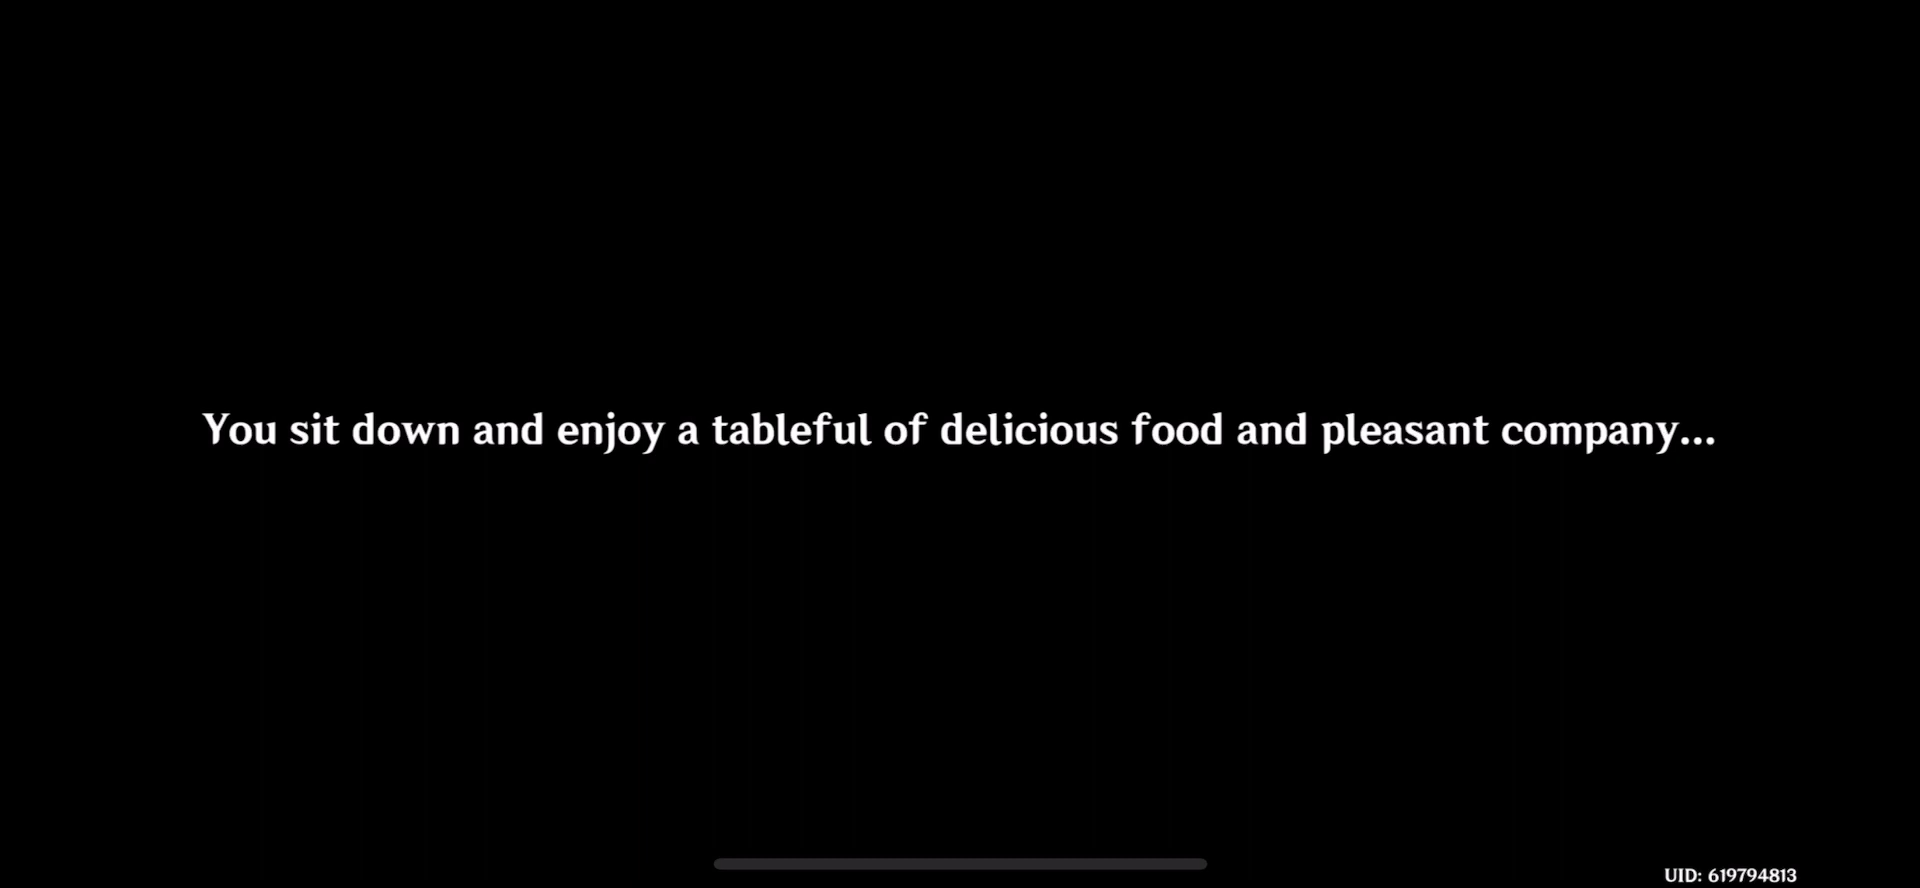 You sit down and enjoy a tableful of delicious food and pleasant company...
UID: 619794813